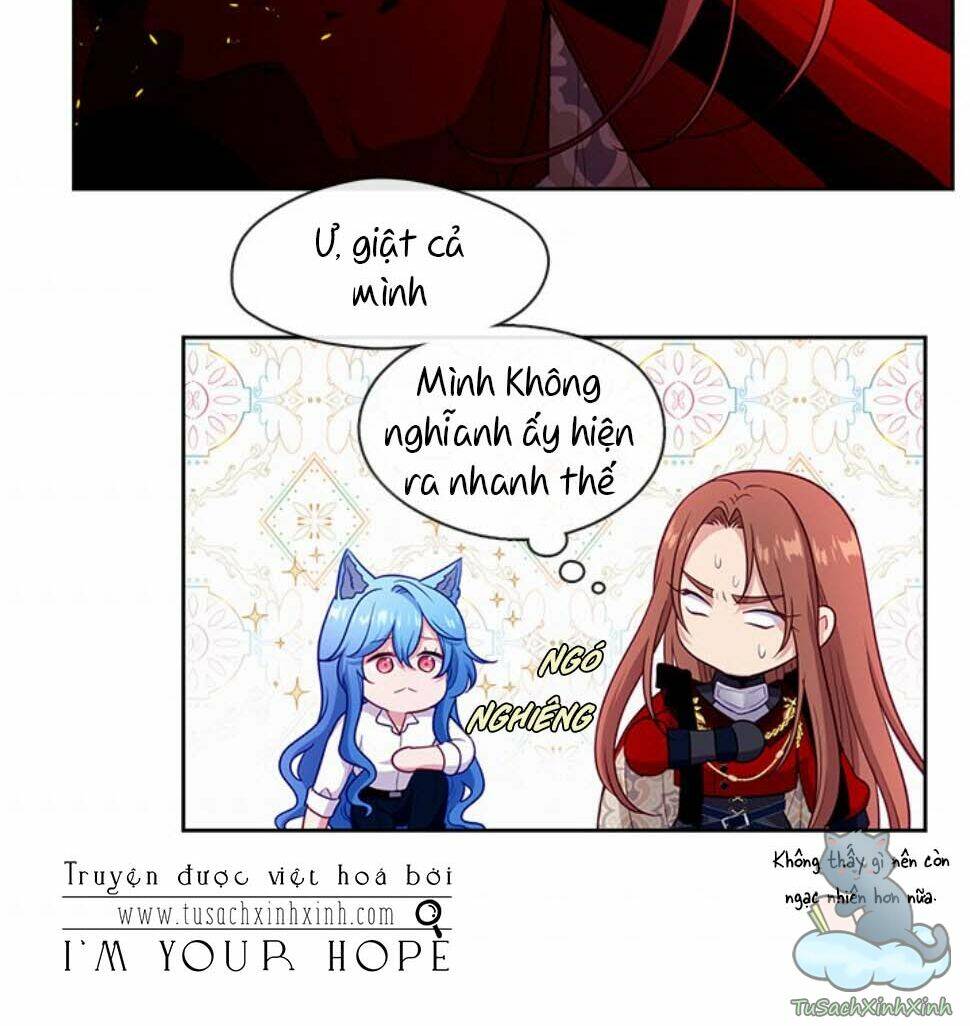 Ư, giật cả
mình
Mình Không
nghĩanh ấy hiện
ra nhanh thế
NGÓ
NGHIÊNG
Không thấy gì nên còn
ngạc nhiên hơn nữa.
Truyện được việt hoá bởi
www.tusachxinhxinh.com
I'M YOUR HOPE
TuSachXinhXinh